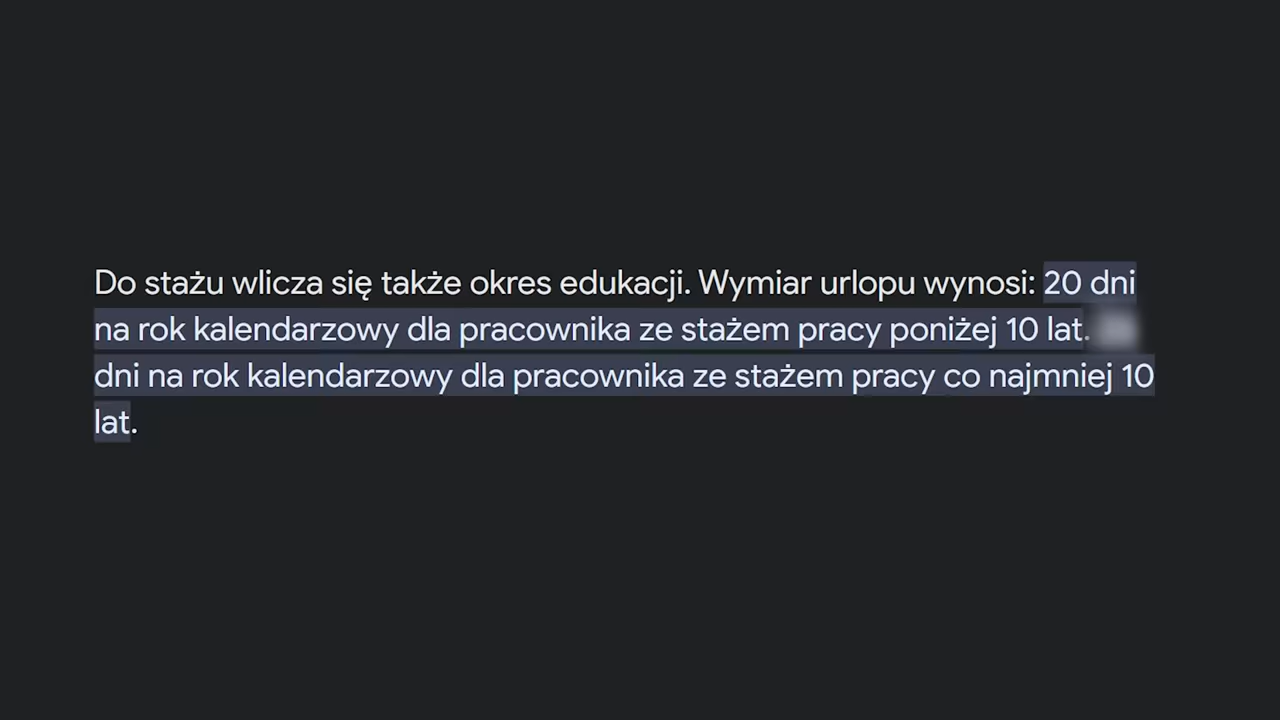 Do stażu wlicza się także okres edukacji. Wymiar urlopu wynosi: 20 dni
na rok kalendarzowy dla pracownika ze stażem pracy poniżej 10 lat.
dni na rok kalendarzowy dla pracownika ze stażem pracy co najmniej 10
lat.